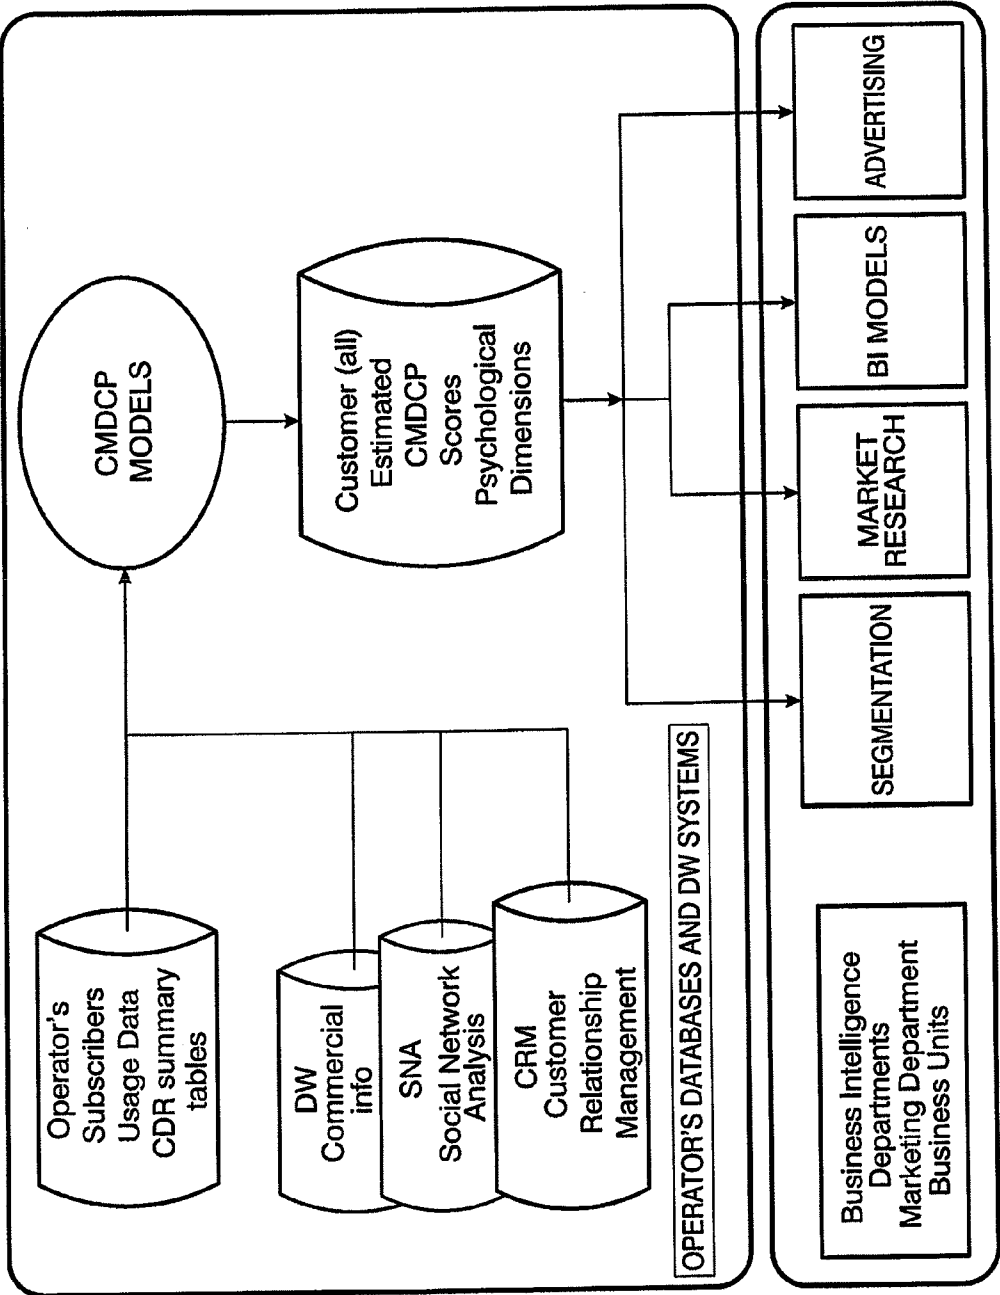 Operator's
Subscribers
Usage Data
CDR summary
tables
DW
Commercial
info
SNA
Social Network
Analysis
CRM
Customer
Relationship
Management
CMDCP
MODELS
Customer (all)
Estimated
CMDCP
Scores
Psychological
Dimensions
OPERATOR'S DATABASES AND DW SYSTEMS
Business Intelligence
Departments
Marketing Department
Business Units
SEGMENTATION
MARKET
RESEARCH
BI MODELS
ADVERTISING